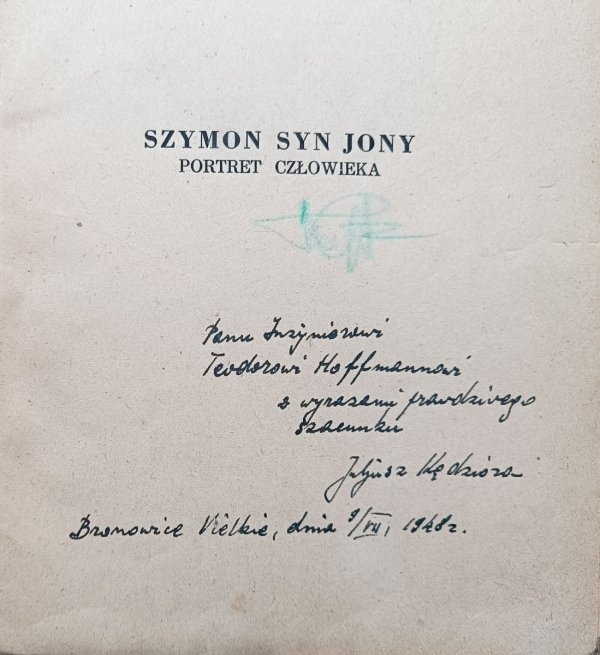 SZYMON SYN JONY
PORTRET CZŁOWIEKA
Panu Inżynierowi
Teodorowi Hoffmannowi
z wyrazami prawdziwego
szacunku
Juljusz Kędziora
Bronowice Wielkie, dnia 9/VII, 1948 r.